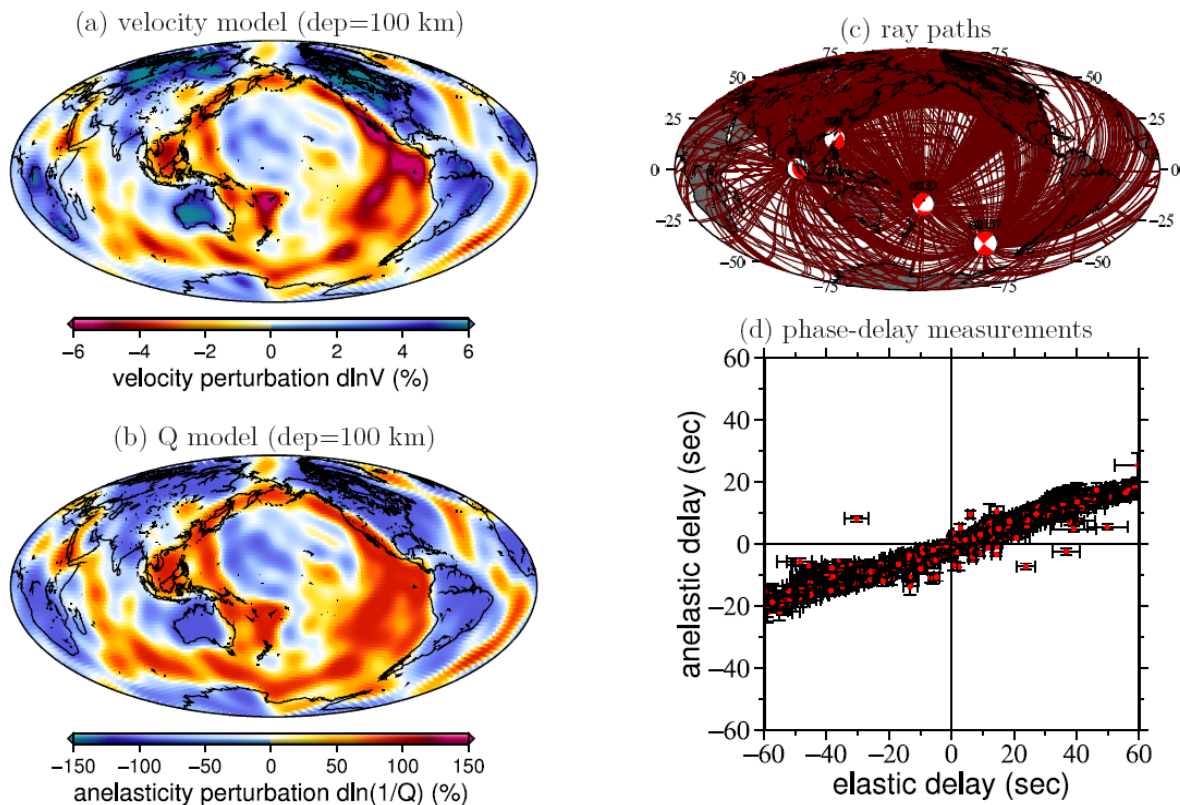 (a) velocity model (dep=100 km)
−6 −4 −2 0 2 4 6
velocity perturbation dlnV (%)
(b) Q model (dep=100 km)
−150 −100 −50 0 50 100 150
anelasticity perturbation dln(1/Q) (%)
(c) ray paths
75 75
50 50
25 25
0 0
−25 −25
−50 −50
−75 −75
(d) phase-delay measurements
60
40
20
0
−20
−40
−60
anelastic delay (sec)
−60 −40 −20 0 20 40 60
elastic delay (sec)